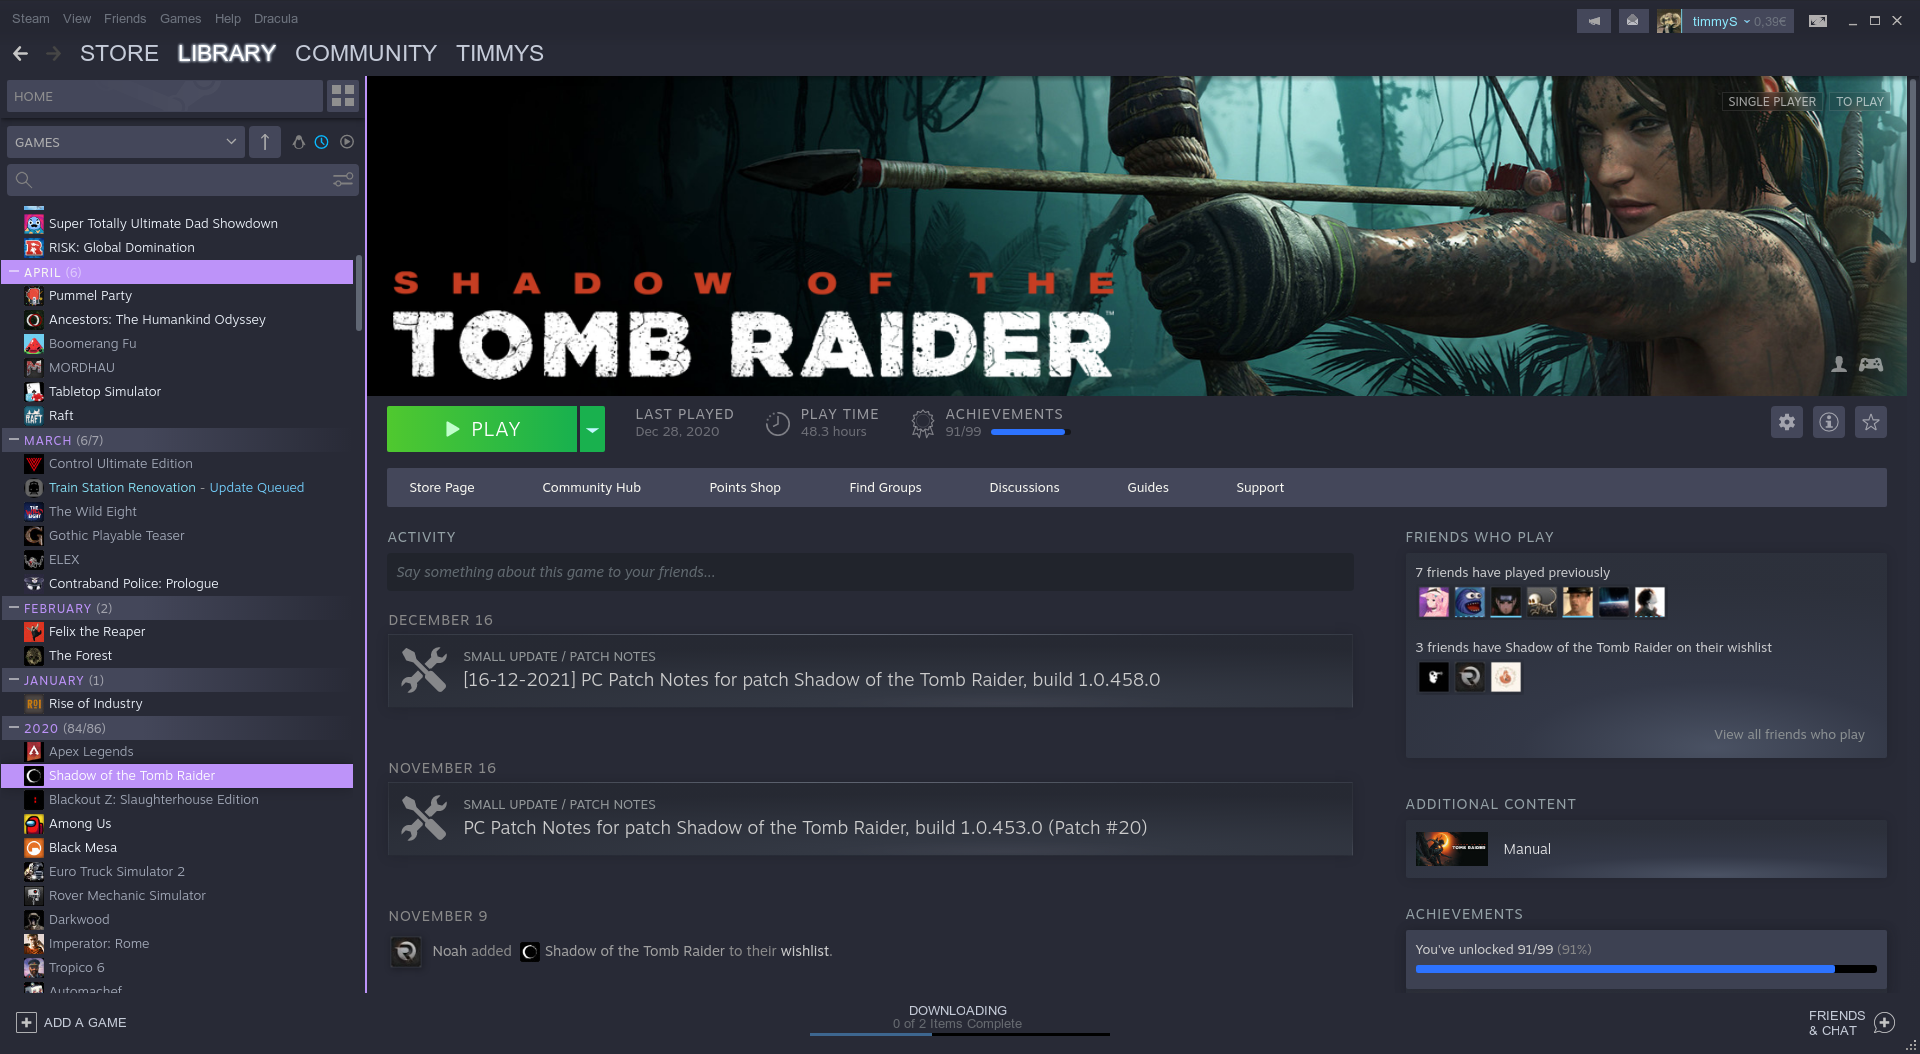 Steam View Friends Games Help Dracula
timmyS 0,39€
STORE LIBRARY COMMUNITY TIMMYS
HOME
GAMES
Super Totally Ultimate Dad Showdown
RISK: Global Domination
APRIL (6)
Pummel Party
Ancestors: The Humankind Odyssey
Boomerang Fu
MORDHAU
Tabletop Simulator
Raft
MARCH (6/7)
Control Ultimate Edition
Train Station Renovation - Update Queued
The Wild Eight
Gothic Playable Teaser
ELEX
Contraband Police: Prologue
FEBRUARY (2)
Felix the Reaper
The Forest
JANUARY (1)
Rise of Industry
2020 (84/86)
Apex Legends
Shadow of the Tomb Raider
Blackout Z: Slaughterhouse Edition
Among Us
Black Mesa
Euro Truck Simulator 2
Rover Mechanic Simulator
Darkwood
Imperator: Rome
Tropico 6
Automachef
ADD A GAME
SINGLE PLAYER TO PLAY
SHADOW OF THE
TOMB RAIDER™
PLAY
LAST PLAYED
Dec 28, 2020
PLAY TIME
48.3 hours
ACHIEVEMENTS
91/99
Store Page Community Hub Points Shop Find Groups Discussions Guides Support
ACTIVITY
Say something about this game to your friends...
DECEMBER 16
SMALL UPDATE / PATCH NOTES
[16-12-2021] PC Patch Notes for patch Shadow of the Tomb Raider, build 1.0.458.0
NOVEMBER 16
SMALL UPDATE / PATCH NOTES
PC Patch Notes for patch Shadow of the Tomb Raider, build 1.0.453.0 (Patch #20)
NOVEMBER 9
Noah added Shadow of the Tomb Raider to their wishlist.
FRIENDS WHO PLAY
7 friends have played previously
3 friends have Shadow of the Tomb Raider on their wishlist
View all friends who play
ADDITIONAL CONTENT
TOMB RAIDER
Manual
ACHIEVEMENTS
You've unlocked 91/99 (91%)
DOWNLOADING
0 of 2 Items Complete
FRIENDS
& CHAT